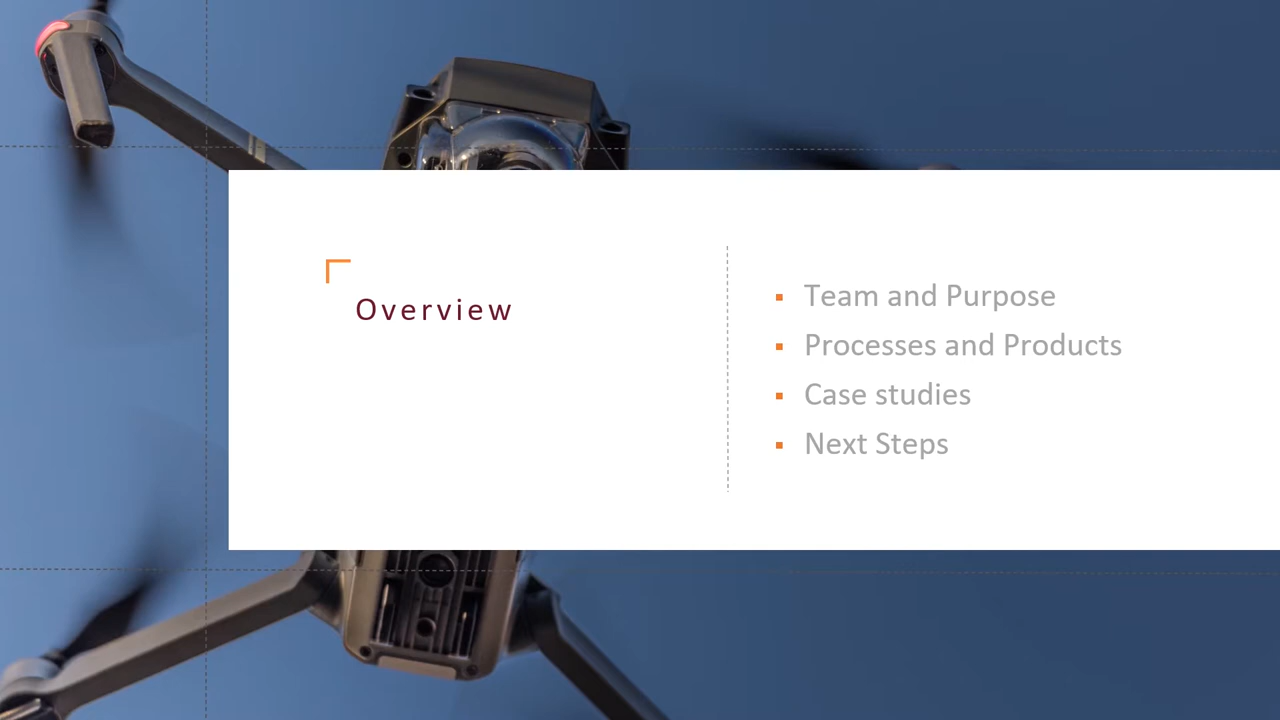 Overview
Team and Purpose
Processes and Products
Case studies
Next Steps